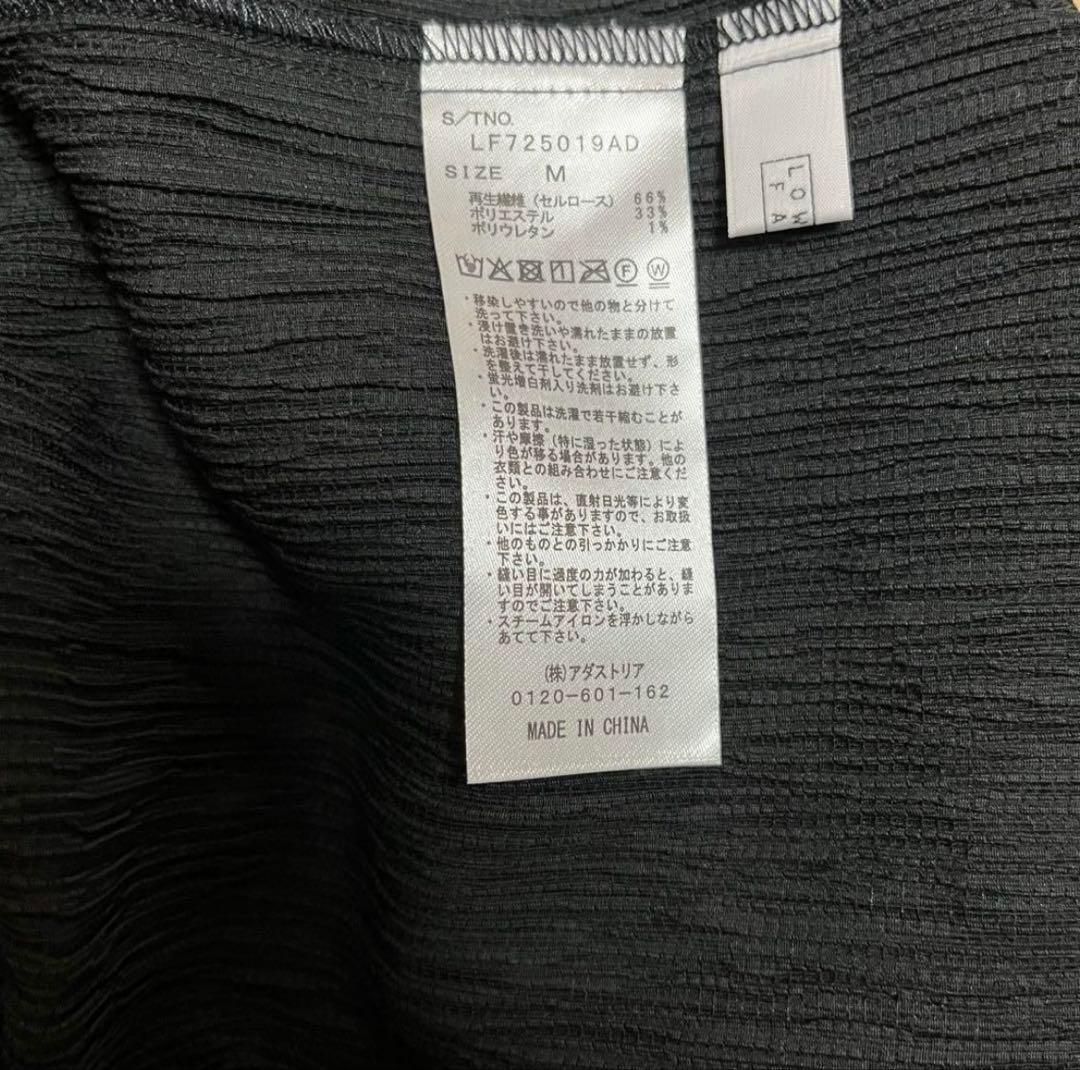 S/TNO.
LF725019AD
SIZE M
再生繊維（セルロース） 66%
ポリエステル 33%
ポリウレタン 1%
F W
・移染しやすいので他の物と分けて
洗って下さい。
・浸け置き洗いや濡れたままの放置
はお避け下さい。
・洗濯後は濡れたまま放置せず、形
を整えて干してください。
・蛍光増白剤入り洗剤はお避け下さ
い。
・この製品は洗濯で若干縮むことが
あります。
・汗や摩擦（特に湿った状態）によ
り色が移る場合があります。他の
衣類との組み合わせにご注意くだ
さい。
・この製品は、直射日光等により変
色する事がありますので、お取扱
いにはご注意下さい。
・他のものとの引っかかりにご注意
下さい。
・縫い目に過度の力が加わると、縫
い目が開いてしまうことがありま
すのでご注意下さい。
・スチームアイロンを浮かしながら
あてて下さい。
(株)アダストリア
0120-601-162
MADE IN CHINA
LOW
FA